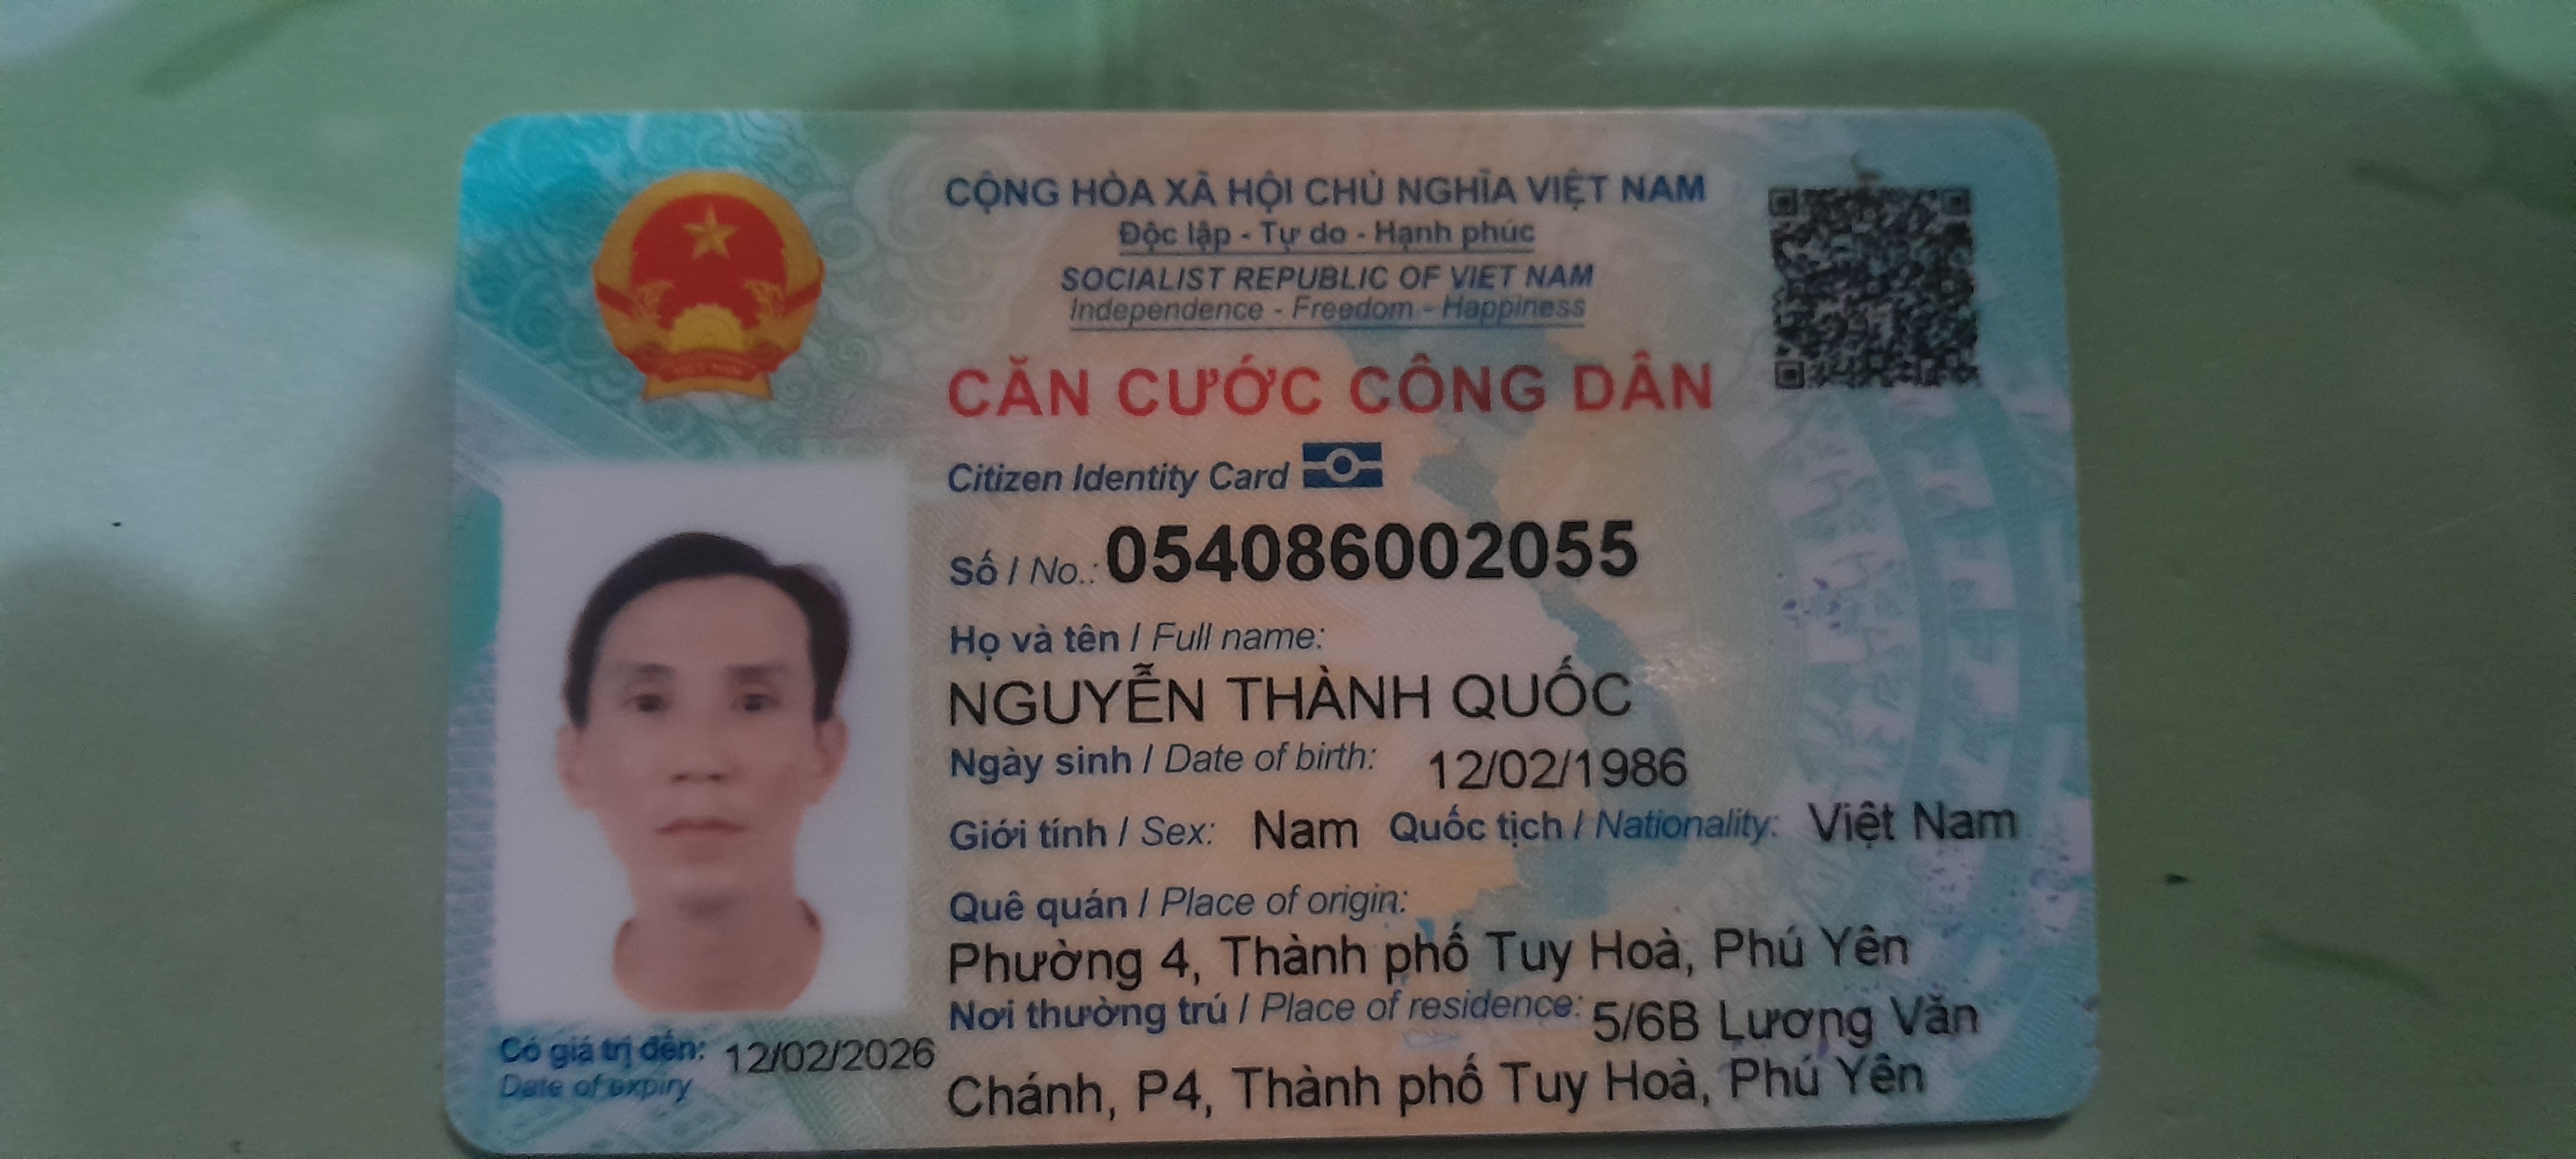 CỘNG HÒA XÃ HỘI CHỦ NGHĨA VIỆT NAM
Độc lập - Tự do - Hạnh phúc
SOCIALIST REPUBLIC OF VIET NAM
Independence - Freedom - Happiness
CĂN CƯỚC CÔNG DÂN
Citizen Identity Card
Số / No.: 054086002055
Họ và tên / Full name:
NGUYỄN THÀNH QUỐC
Ngày sinh / Date of birth: 12/02/1986
Giới tính / Sex: Nam Quốc tịch / Nationality: Việt Nam
Quê quán / Place of origin:
Phường 4, Thành phố Tuy Hoà, Phú Yên
Nơi thường trú / Place of residence: 5/6B Lương Văn
Chánh, P4, Thành phố Tuy Hoà, Phú Yên
Có giá trị đến: 12/02/2026
Date of expiry